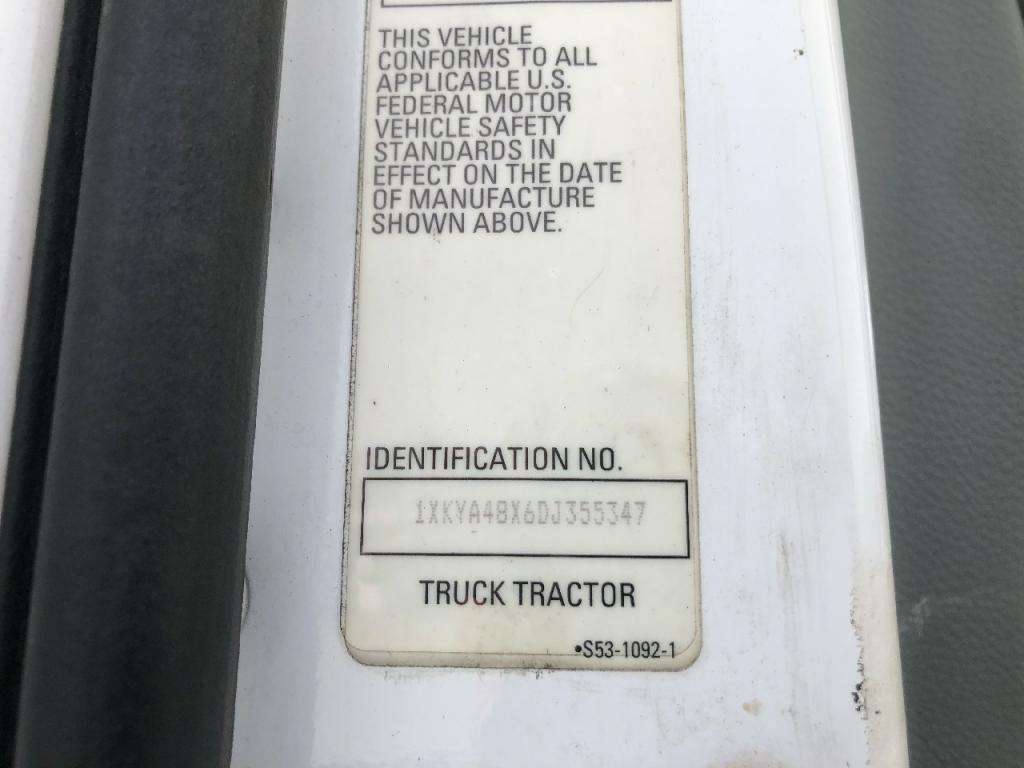 THIS VEHICLE
CONFORMS TO ALL
APPLICABLE U.S.
FEDERAL MOTOR
VEHICLE SAFETY
STANDARDS IN
EFFECT ON THE DATE
OF MANUFACTURE
SHOWN ABOVE.
IDENTIFICATION NO.
1XKYA48X6DJ355347
TRUCK TRACTOR
•S53-1092-1